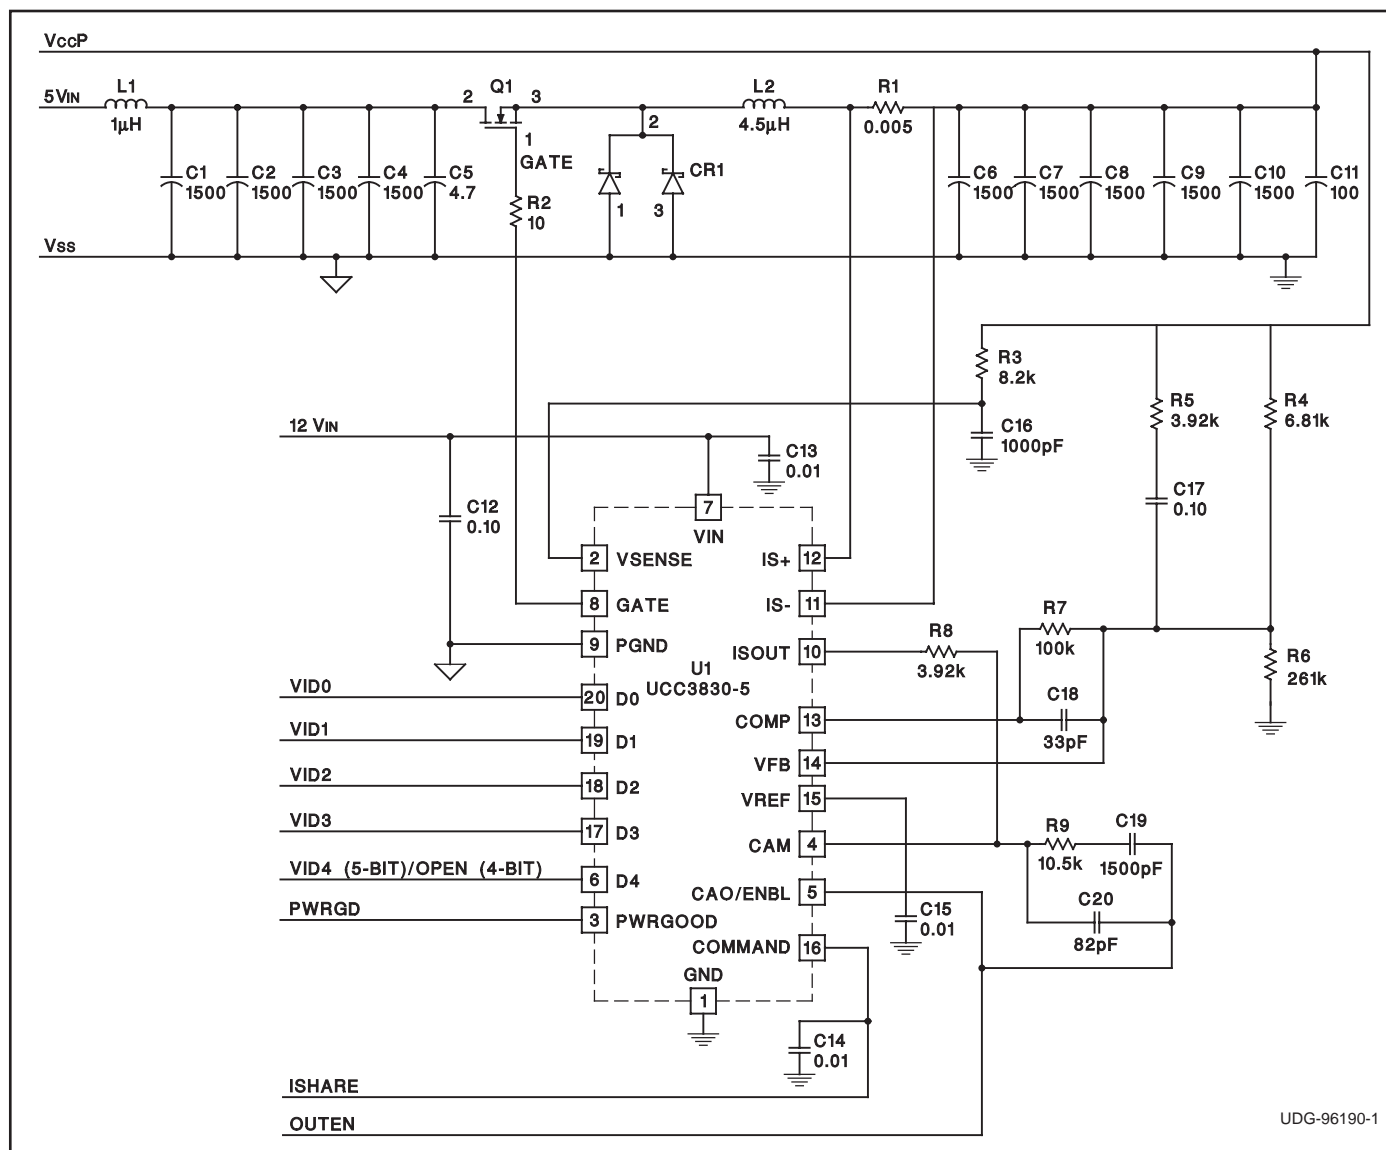 VCCP
5VIN
L1
1µH
Q1
2
3
1
GATE
L2
4.5µH
R1
0.005
C1
1500
C2
1500
C3
1500
C4
1500
C5
4.7
R2
10
2
1
3
CR1
C6
1500
C7
1500
C8
1500
C9
1500
C10
1500
C11
100
VSS
R3
8.2k
R5
3.92k
R4
6.81k
12 VIN
C13
0.01
C16
1000pF
C12
0.10
C17
0.10
7
VIN
2
VSENSE
IS+
12
8
GATE
IS-
11
9
PGND
ISOUT
10
R8
3.92k
R7
100k
R6
261k
U1
UCC3830-5
VID0
20
D0
COMP
13
C18
33pF
VID1
19
D1
VFB
14
VID2
18
D2
VREF
15
VID3
17
D3
CAM
4
R9
10.5k
C19
1500pF
VID4 (5-BIT)/OPEN (4-BIT)
6
D4
CAO/ENBL
5
C20
82pF
PWRGD
3
PWRGOOD
C15
0.01
COMMAND
16
GND
1
C14
0.01
ISHARE
OUTEN
UDG-96190-1